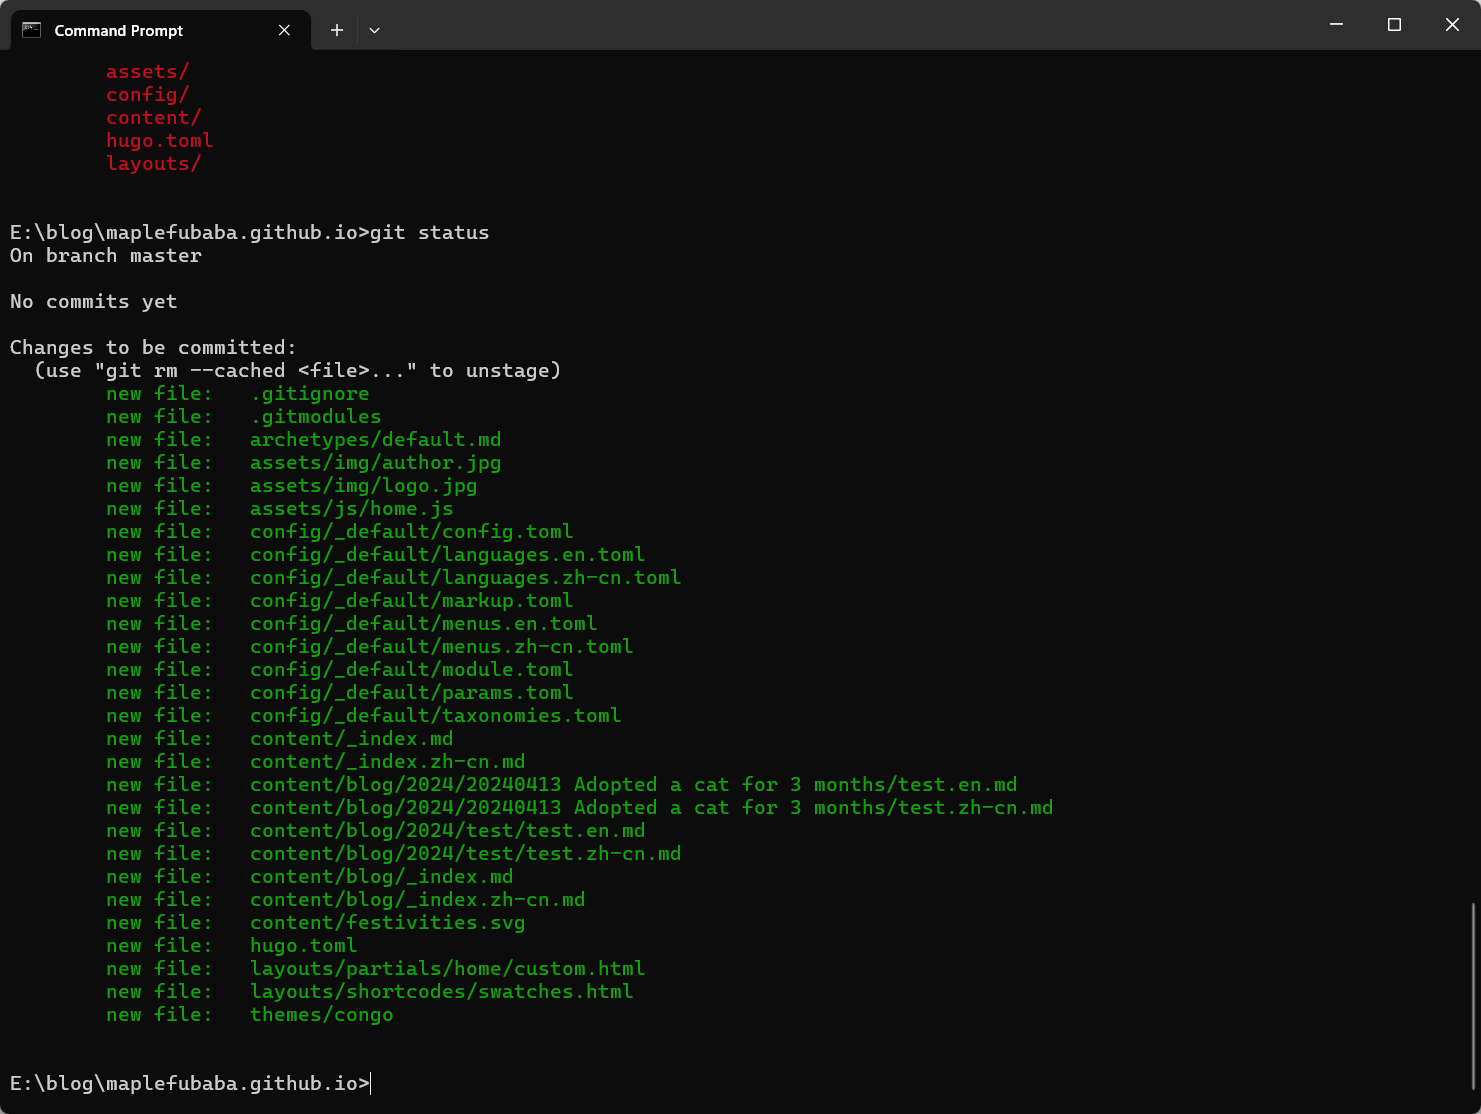 Command Prompt
assets/
config/
content/
hugo.toml
layouts/
E:\blog\maplefubaba.github.io>git status
On branch master
No commits yet
Changes to be committed:
(use "git rm --cached <file>..." to unstage)
new file: .gitignore
new file: .gitmodules
new file: archetypes/default.md
new file: assets/img/author.jpg
new file: assets/img/logo.jpg
new file: assets/js/home.js
new file: config/_default/config.toml
new file: config/_default/languages.en.toml
new file: config/_default/languages.zh-cn.toml
new file: config/_default/markup.toml
new file: config/_default/menus.en.toml
new file: config/_default/menus.zh-cn.toml
new file: config/_default/module.toml
new file: config/_default/params.toml
new file: config/_default/taxonomies.toml
new file: content/_index.md
new file: content/_index.zh-cn.md
new file: content/blog/2024/20240413 Adopted a cat for 3 months/test.en.md
new file: content/blog/2024/20240413 Adopted a cat for 3 months/test.zh-cn.md
new file: content/blog/2024/test/test.en.md
new file: content/blog/2024/test/test.zh-cn.md
new file: content/blog/_index.md
new file: content/blog/_index.zh-cn.md
new file: content/festivities.svg
new file: hugo.toml
new file: layouts/partials/home/custom.html
new file: layouts/shortcodes/swatches.html
new file: themes/congo
E:\blog\maplefubaba.github.io>